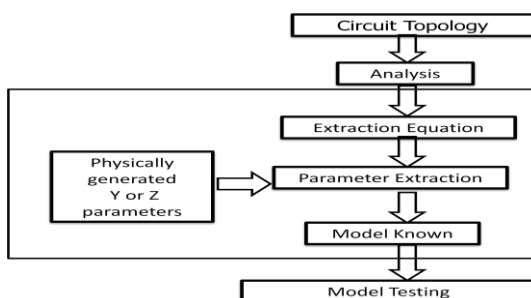 Circuit Topology
Analysis
Extraction Equation
Physically
generated
Y or Z
parameters
Parameter Extraction
Model Known
Model Testing